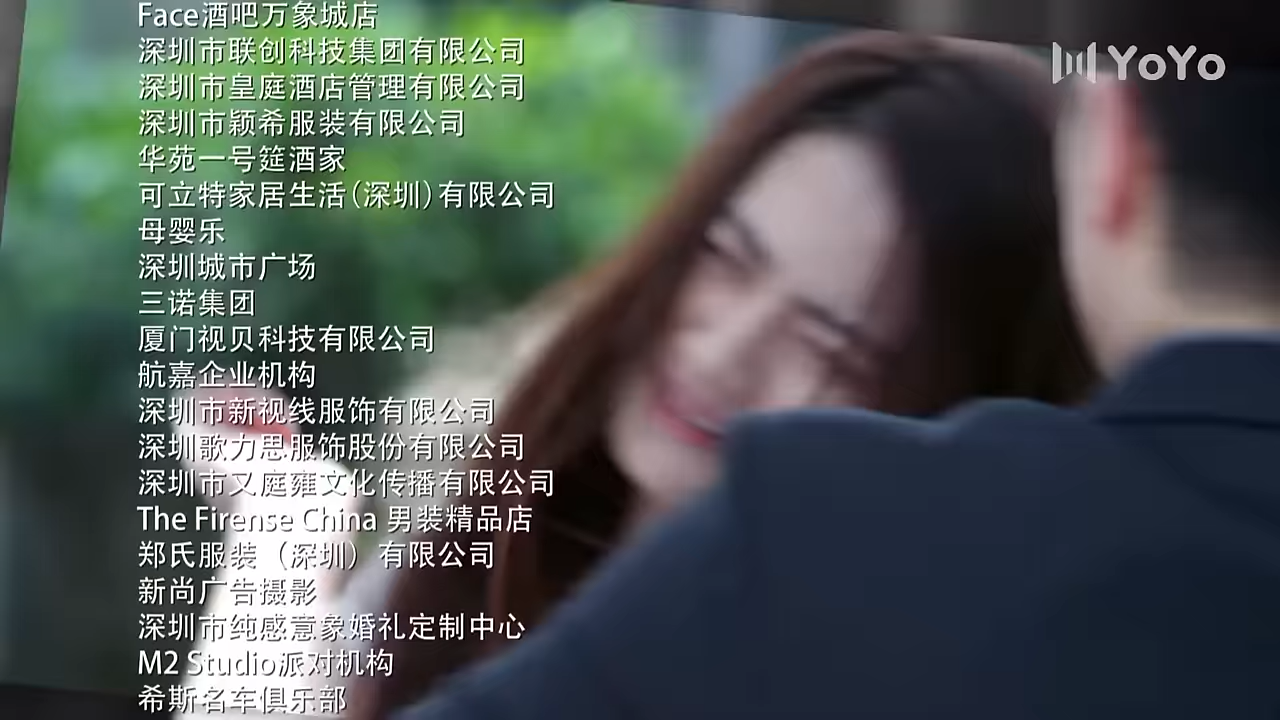 Face酒吧万象城店
深圳市联创科技集团有限公司
深圳市皇庭酒店管理有限公司
深圳市颖希服装有限公司
华苑一号筵酒家
可立特家居生活(深圳)有限公司
母婴乐
深圳城市广场
三诺集团
厦门视贝科技有限公司
航嘉企业机构
深圳市新视线服饰有限公司
深圳歌力思服饰股份有限公司
深圳市又庭雍文化传播有限公司
The Firense China 男装精品店
郑氏服装（深圳）有限公司
新尚广告摄影
深圳市纯感意象婚礼定制中心
M2 Studio派对机构
希斯名车俱乐部
YoYo